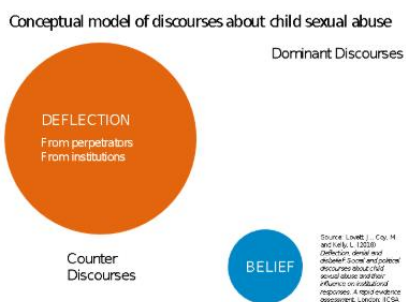 Conceptual model of discourses about child sexual abuse
Dominant Discourses
DEFLECTION
From perpetrators
From institutions
Counter
Discourses
BELIEF
Source: Lovett, J., Coy, M.
and Kelly, L. (2018)
Deflection, denial and
disbelief: Social and political
discourses about child
sexual abuse and their
influence on institutional
responses. A rapid evidence
assessment. London: IICSA